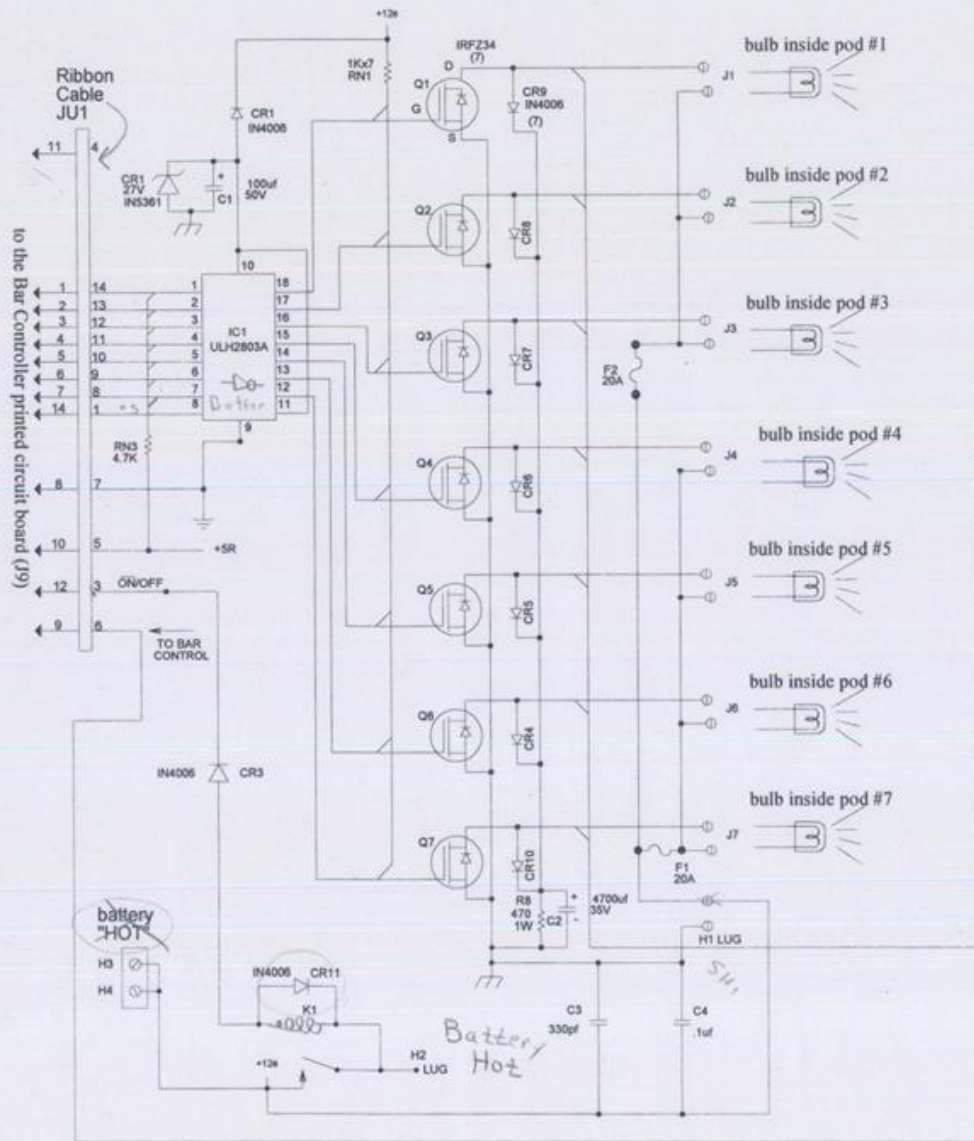 +12e
Ribbon
Cable
JU1
11
4
1Kx7
RN1
IRFZ34
(7)
D
Q1
G
S
CR9
IN4006
(7)
J1
bulb inside pod #1
CR1
IN4006
CR1
27V
IN5361
C1
100uf
50V
Q2
CR8
J2
bulb inside pod #2
to the Bar Controller printed circuit board (J9)
1
2
3
4
5
6
7
14
14
13
12
11
10
9
8
1
10
1
2
3
4
5
6
7
8
18
17
16
15
14
13
12
11
IC1
ULH2803A
9
Q3
CR7
J3
bulb inside pod #3
F2
20A
RN3
4.7K
Q4
CR6
J4
bulb inside pod #4
8
7
10
5
+5R
12
3
ON/OFF
9
6
TO BAR
CONTROL
Q5
CR5
J5
bulb inside pod #5
Q6
CR4
J6
bulb inside pod #6
IN4006
CR3
Q7
CR10
J7
bulb inside pod #7
F1
20A
R8
470
1W
C2
+
-
4700uf
35V
H1 LUG
battery
"HOT"
H3
H4
IN4006
CR11
K1
+12e
H2
LUG
Battery
Hot
C3
330pf
C4
.1uf